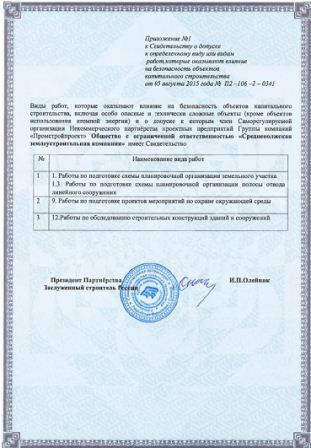 Приложение №1
к Свидетельству о допуске
к определенному виду или видам
работ, которые оказывают влияние
на безопасность объектов
капитального строительства
от 05 августа 2015 года № П2 –106 –2 – 0341
Виды работ, которые оказывают влияние на безопасность объектов капитального
строительства, включая особо опасные и технически сложные объекты (кроме объектов
использования атомной энергии) и о допуске к которым член Саморегулируемой
организации Некоммерческого партнёрства проектных предприятий Группы компаний
«Промстройпроект» Общество с ограниченной ответственностью «Средневолжская
землеустроительная компания» имеет Свидетельство
№ Наименование вида работ
1 1. Работы по подготовке схемы планировочной организации земельного участка
1.3. Работы по подготовке схемы планировочной организации полосы отвода
линейного сооружения
2 9. Работы по подготовке проектов мероприятий по охране окружающей среды
3 12.Работы по обследованию строительных конструкций зданий и сооружений
Президент Партнёрства, И.П.Олейник
Заслуженный строитель России